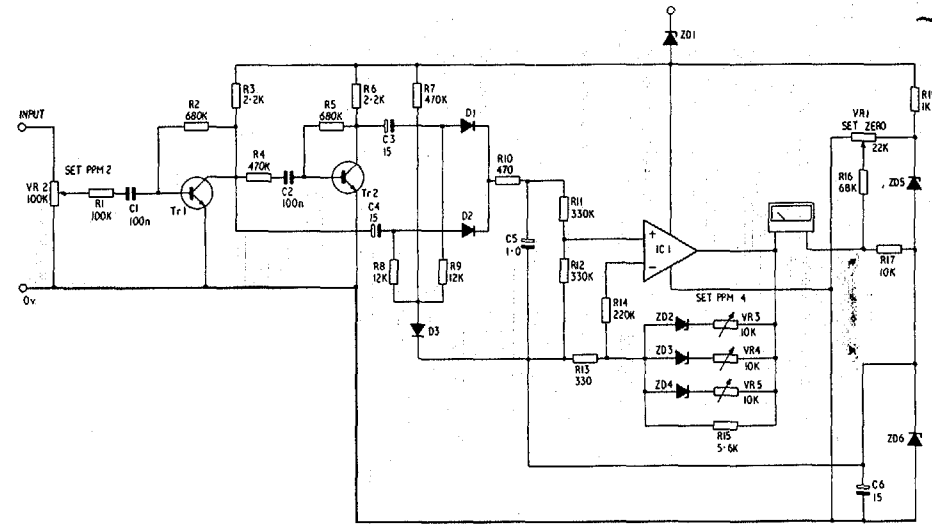 ZD1
R3
2·2K
R6
2·2K
R7
470K
R1
1K
R2
680K
R5
680K
D1
VR1
SET ZERO
22K
INPUT
C3
15
R4
470K
R10
470
SET PPM 2
C2
100n
Tr2
R16
68K
ZD5
VR 2
100K
R1
100K
C1
100n
Tr1
C4
15
D2
R11
330K
C5
1·0
IC1
R8
12K
R9
12K
R12
330K
R17
10K
0v
R14
220K
SET PPM 4
D3
ZD2
VR3
10K
R13
330
ZD3
VR4
10K
ZD4
VR5
10K
R15
5·6K
ZD6
C6
15